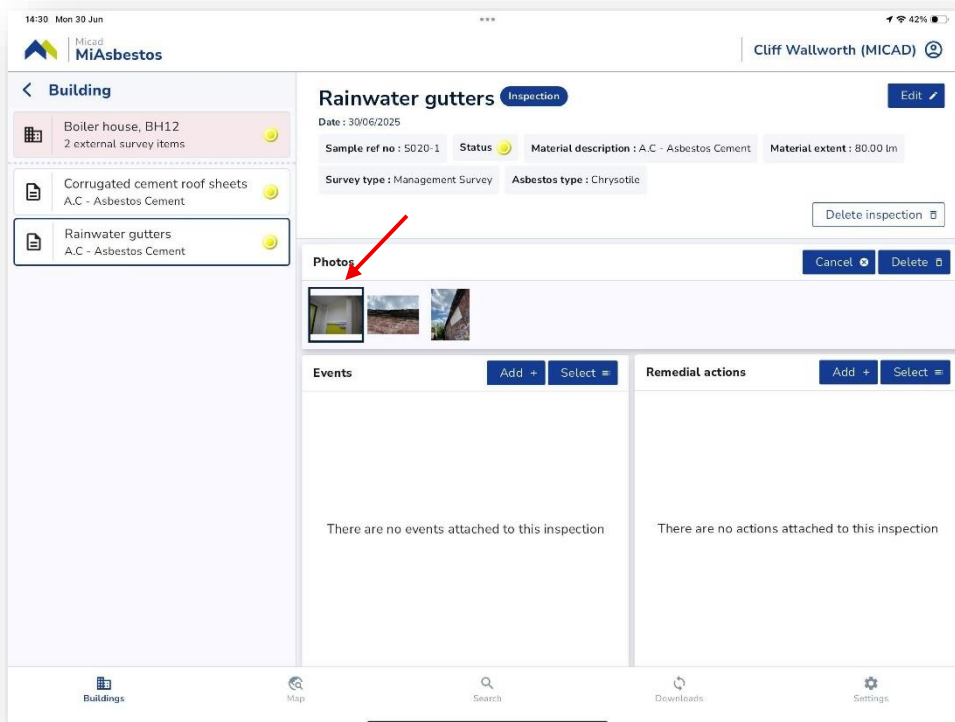 14:30 Mon 30 Jun
42%
Micad
MiAsbestos
Cliff Wallworth (MICAD)
Building
Boiler house, BH12
2 external survey items
Corrugated cement roof sheets
A.C - Asbestos Cement
Rainwater gutters
A.C - Asbestos Cement
Rainwater gutters Inspection
Edit
Date : 30/06/2025
Sample ref no : S020-1 Status Material description : A.C - Asbestos Cement Material extent : 80.00 lm
Survey type : Management Survey Asbestos type : Chrysotile
Delete inspection
Photos
Cancel Delete
Events Add + Select
Remedial actions Add + Select
There are no events attached to this inspection
There are no actions attached to this inspection
Buildings Map Search Downloads Settings